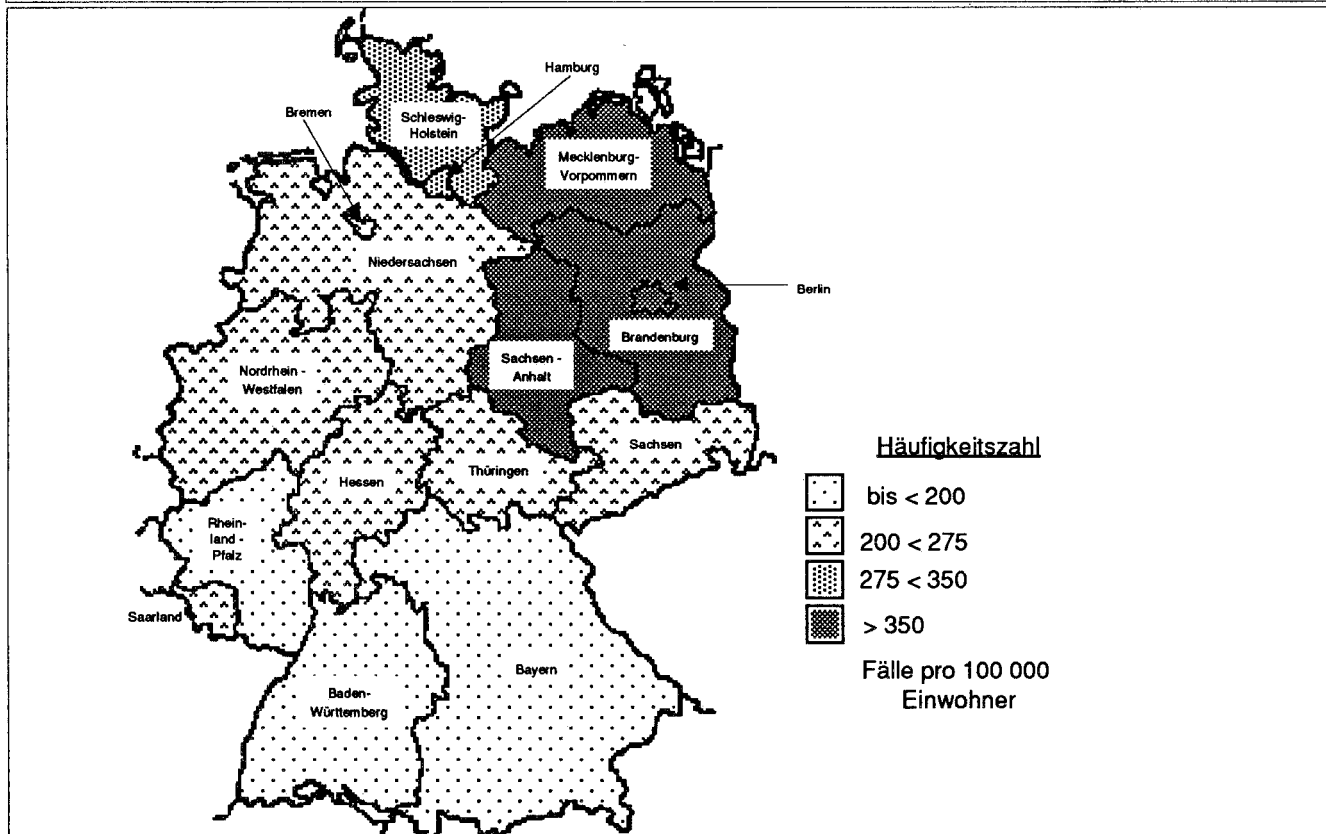 Hamburg
Bremen
Schleswig-
Holstein
Mecklenburg-
Vorpommern
Niedersachsen
Berlin
Brandenburg
Sachsen -
Anhalt
Nordrhein -
Westfalen
Sachsen
Thüringen
Hessen
Rhein-
land -
Pfalz
Saarland
Bayern
Baden-
Württemberg
Häufigkeitszahl
bis < 200
200 < 275
275 < 350
> 350
Fälle pro 100 000
Einwohner